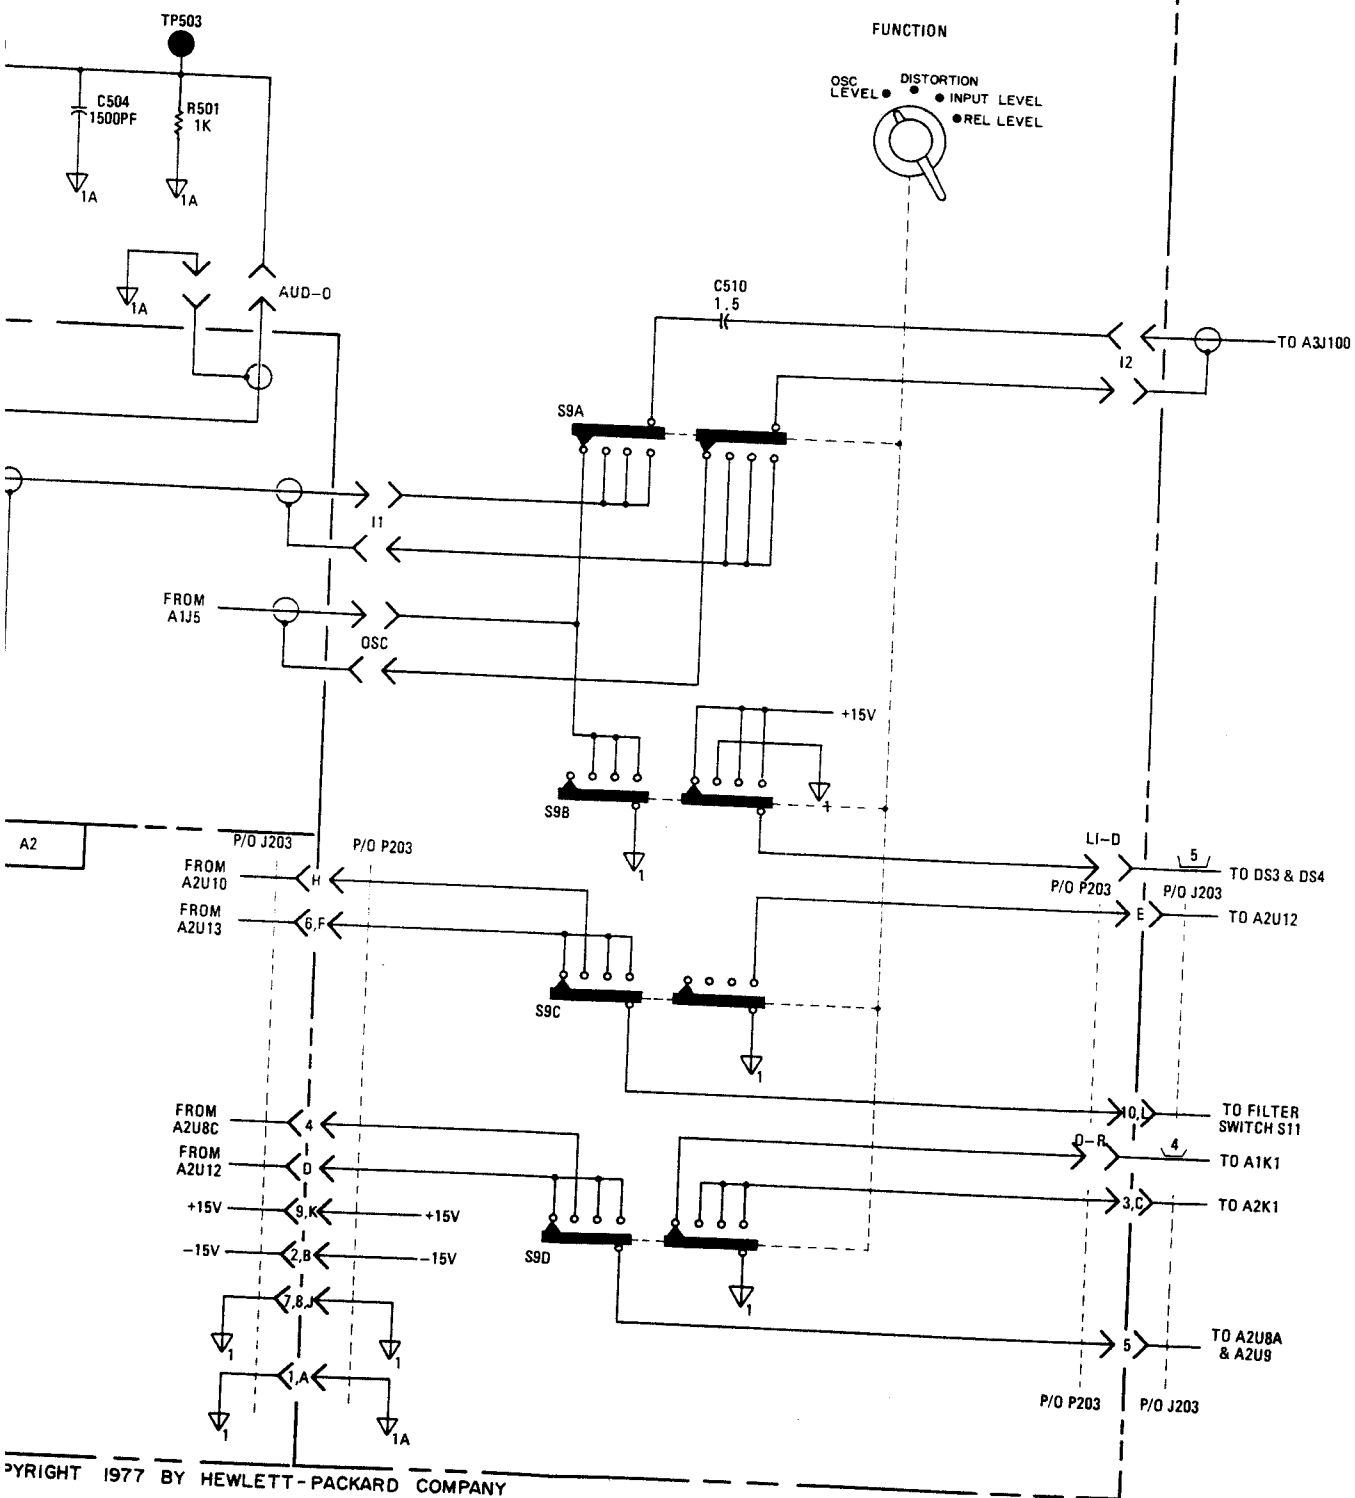 TP503
FUNCTION
OSC
LEVEL
DISTORTION
INPUT LEVEL
REL LEVEL
C504
1500PF
R501
1K
1A
1A
1A
AUD-O
C510
1.5
TO A3J100
I2
S9A
I1
FROM
A1J5
OSC
+15V
1
S9B
1
A2
P/O J203
P/O P203
LI-D
5
TO DS3 & DS4
P/O P203
P/O J203
FROM
A2U10
H
E
TO A2U12
FROM
A2U13
6,F
S9C
1
FROM
A2U8C
4
10,L
TO FILTER
SWITCH S11
O-R
4
TO A1K1
FROM
A2U12
D
3,C
TO A2K1
+15V
9,K
+15V
-15V
2,B
-15V
S9D
1
7,8,J
1
1
5
TO A2U8A
& A2U9
1,A
1
1A
P/O P203
P/O J203
PYRIGHT 1977 BY HEWLETT-PACKARD COMPANY